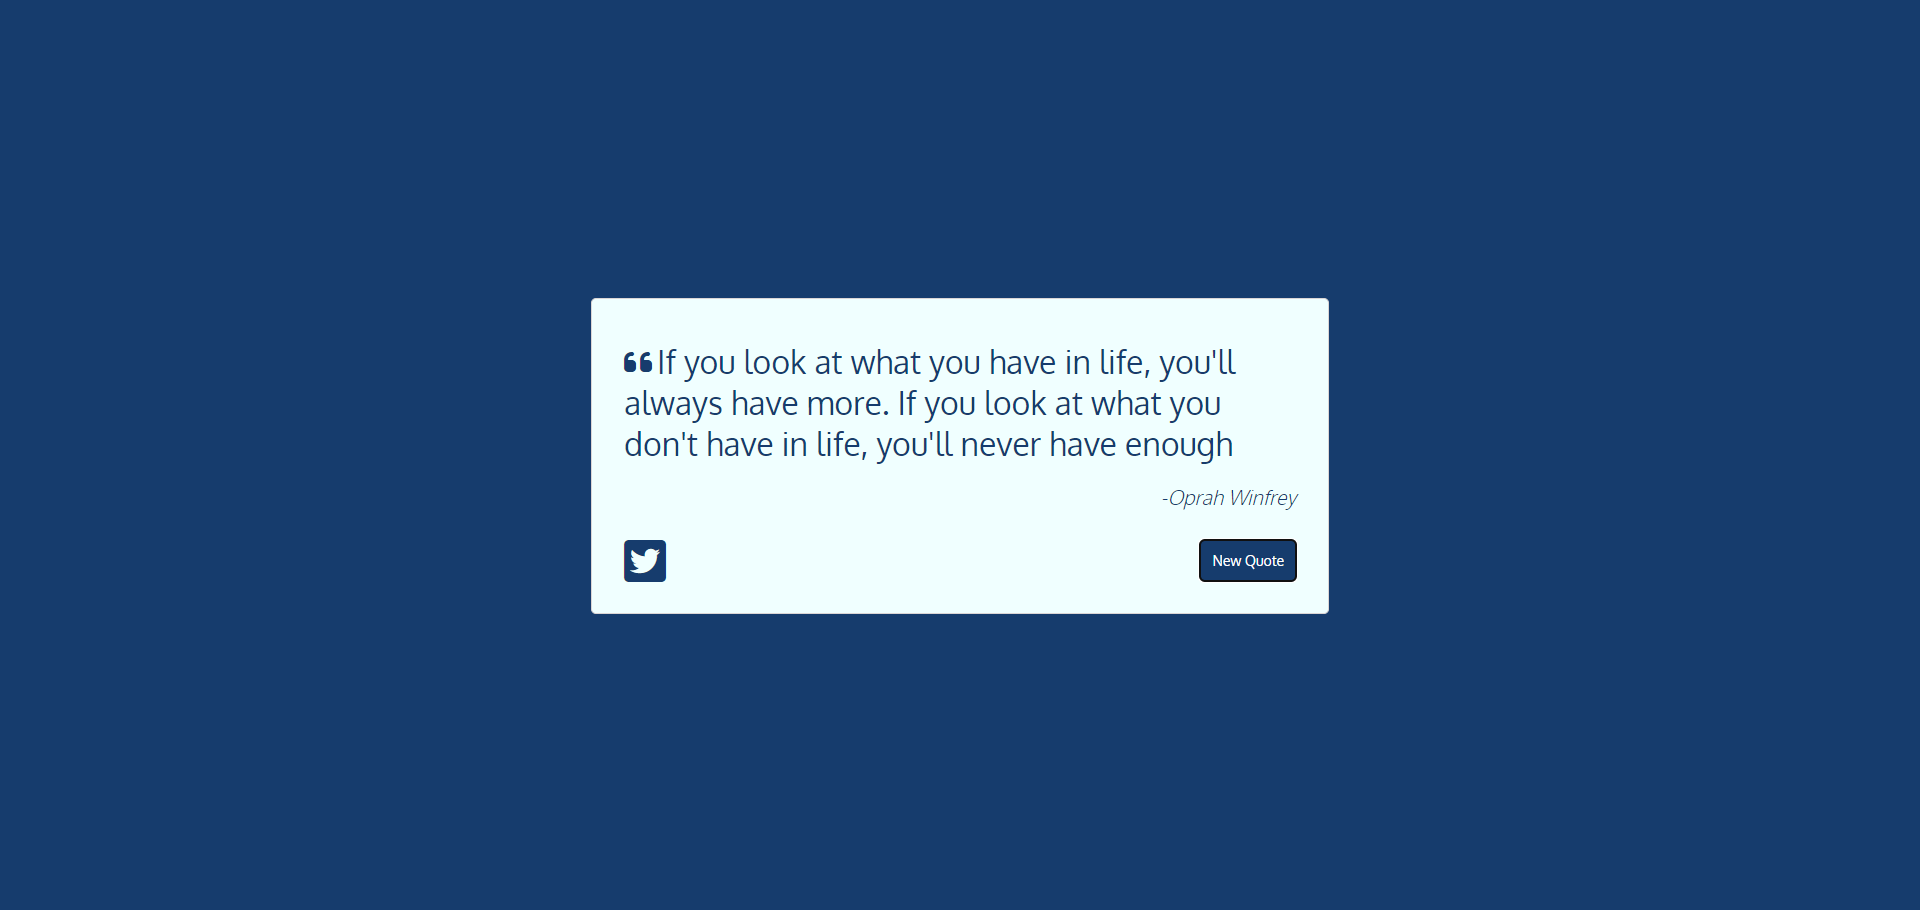 ❝If you look at what you have in life, you'll
always have more. If you look at what you
don't have in life, you'll never have enough
-Oprah Winfrey
New Quote